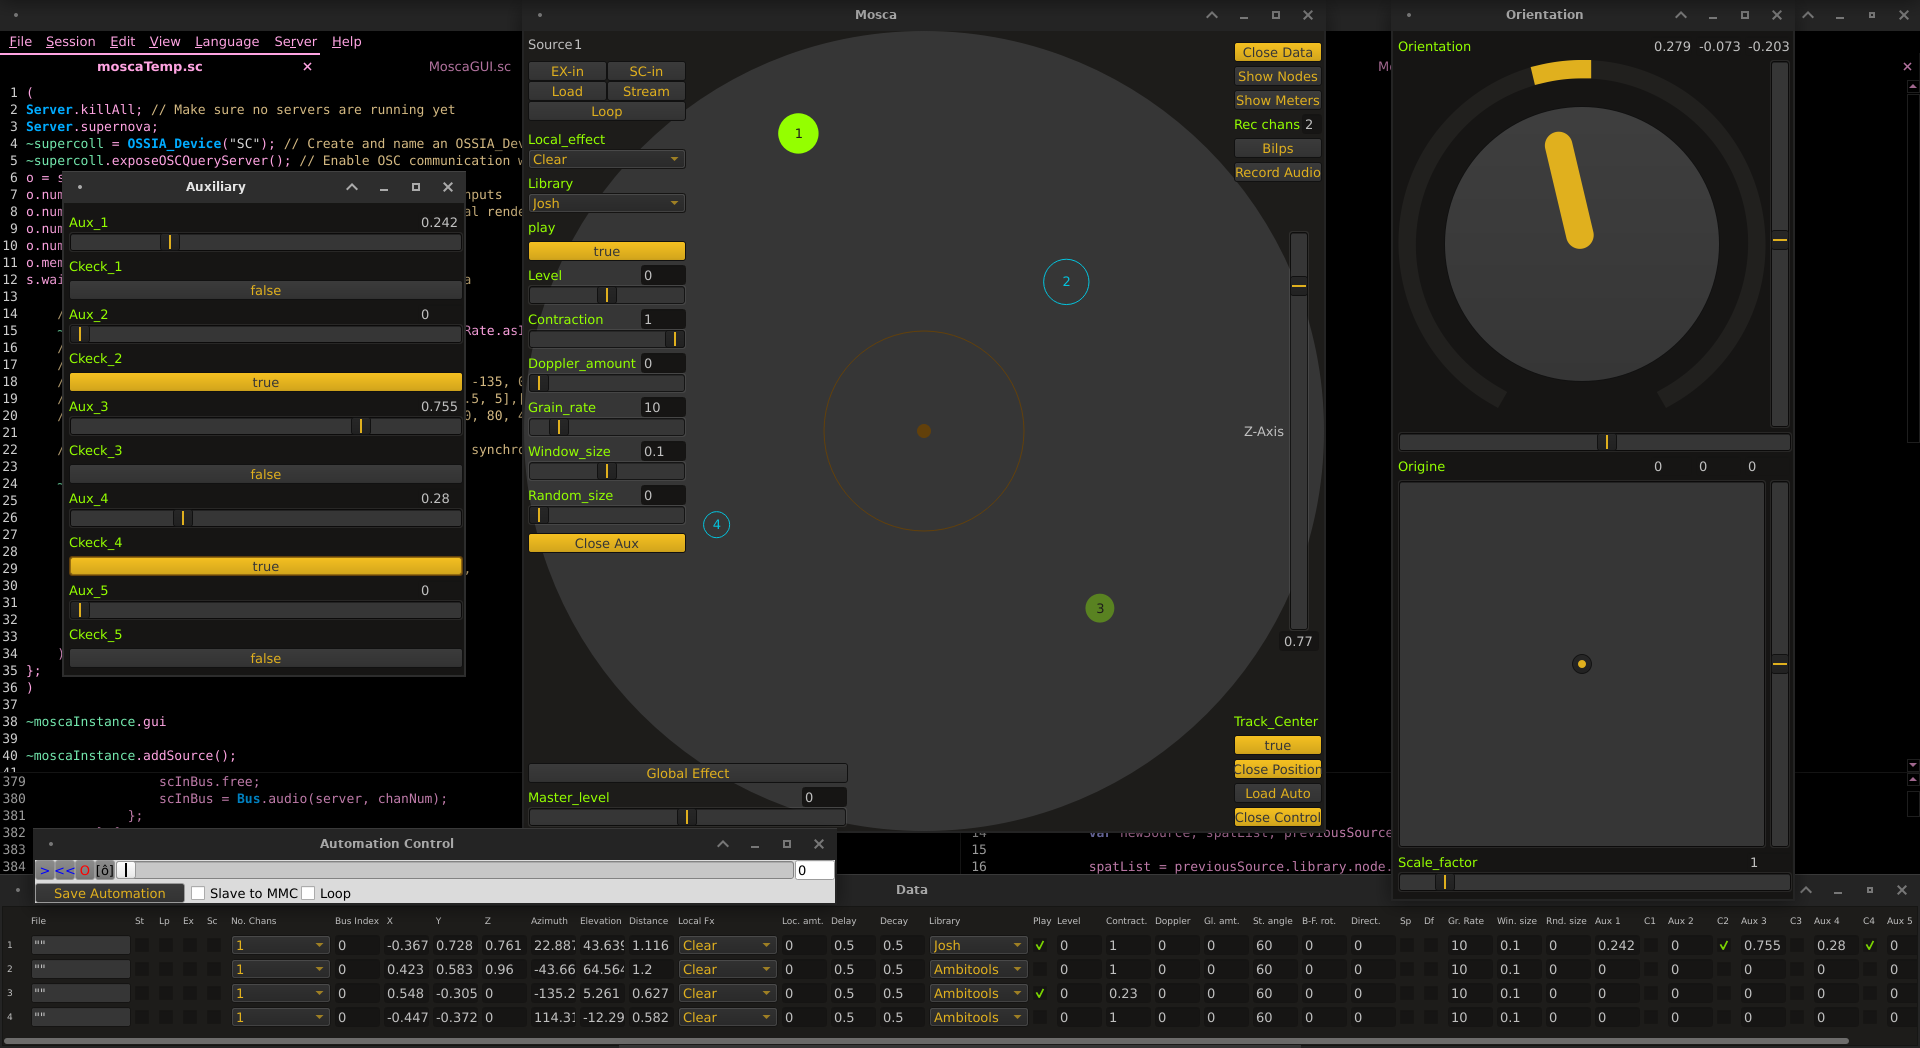 File Session Edit View Language Server Help
moscaTemp.sc × MoscaGUI.sc
1 (
2 Server.killAll; // Make sure no servers are running yet
3 Server.supernova;
4 ~supercoll = OSSIA_Device("SC"); // Create and name an OSSIA_Dev
5 ~supercoll.exposeOSCQueryServer(); // Enable OSC communication w
6 o = s
7 o.num nputs
8 o.num al rende
9 o.num
10 o.num
11 o.mem
12 s.wai a
13
14 /
15 ~ Rate.asI
16 /
17 /
18 / -135, 0
19 / .5, 5],[
20 / 0, 80, 4
21
22 / synchro
23
24 ~
25
26
27
28
29
30
31
32
33
34 )
35 };
36 )
37
38 ~moscaInstance.gui
39
40 ~moscaInstance.addSource();
41
379 scInBus.free;
380 scInBus = Bus.audio(server, chanNum);
381 };
382
383
384
Auxiliary
Aux_1 0.242
Ckeck_1
false
Aux_2 0
Ckeck_2
true
Aux_3 0.755
Ckeck_3
false
Aux_4 0.28
Ckeck_4
true
Aux_5 0
Ckeck_5
false
Mosca
Source1
EX-in SC-in
Load Stream
Loop
Local_effect
Clear
Library
Josh
play
true
Level 0
Contraction 1
Doppler_amount 0
Grain_rate 10
Window_size 0.1
Random_size 0
Close Aux
1
2
3
4
Close Data
Show Nodes
Show Meters
Rec chans 2
Bilps
Record Audio
Z-Axis
0.77
Track_Center
true
Close Position
Load Auto
Close Control
Global Effect
Master_level 0
14 var newSource, spatList, previousSource
15
16 spatList = previousSource.library.node.
Orientation
Orientation 0.279 -0.073 -0.203
Origine 0 0 0
Scale_factor 1
Automation Control
> << O [ô] 0
Save Automation Slave to MMC Loop
Data
File St Lp Ex Sc No. Chans Bus Index X Y Z Azimuth Elevation Distance Local Fx Loc. amt. Delay Decay Library Play Level Contract. Doppler Gl. amt. St. angle B-F. rot. Direct. Sp Df Gr. Rate Win. size Rnd. size Aux 1 C1 Aux 2 C2 Aux 3 C3 Aux 4 C4 Aux 5
1 "" 1 0 -0.367 0.728 0.761 22.887 43.639 1.116 Clear 0 0.5 0.5 Josh ✓ 0 1 0 0 60 0 0 10 0.1 0 0.242 0 ✓ 0.755 0.28 ✓ 0
2 "" 1 0 0.423 0.583 0.96 -43.66 64.564 1.2 Clear 0 0.5 0.5 Ambitools 0 1 0 0 60 0 0 10 0.1 0 0 0 0 0 0
3 "" 1 0 0.548 -0.305 0 -135.2 5.261 0.627 Clear 0 0.5 0.5 Ambitools ✓ 0 0.23 0 0 60 0 0 10 0.1 0 0 0 0 0 0
4 "" 1 0 -0.447 -0.372 0 114.31 -12.29 0.582 Clear 0 0.5 0.5 Ambitools 0 1 0 0 60 0 0 10 0.1 0 0 0 0 0 0